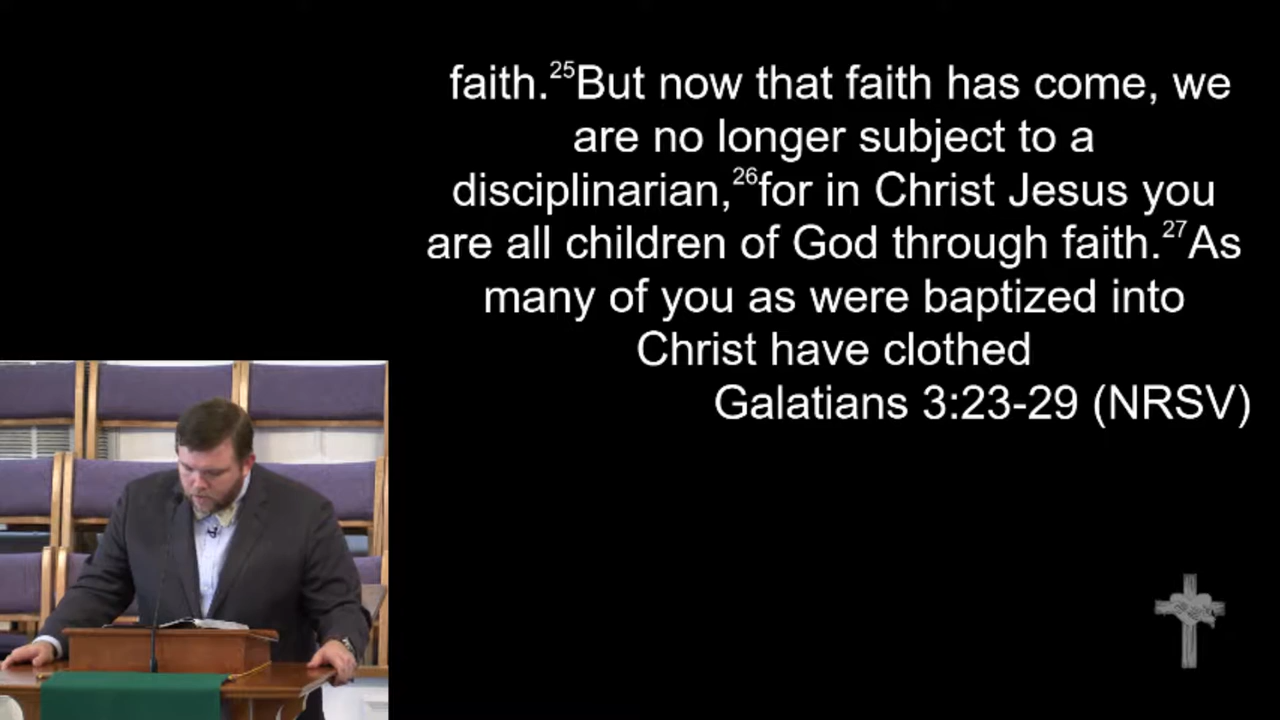 faith.²⁵But now that faith has come, we
are no longer subject to a
disciplinarian,²⁶for in Christ Jesus you
are all children of God through faith.²⁷As
many of you as were baptized into
Christ have clothed
Galatians 3:23-29 (NRSV)